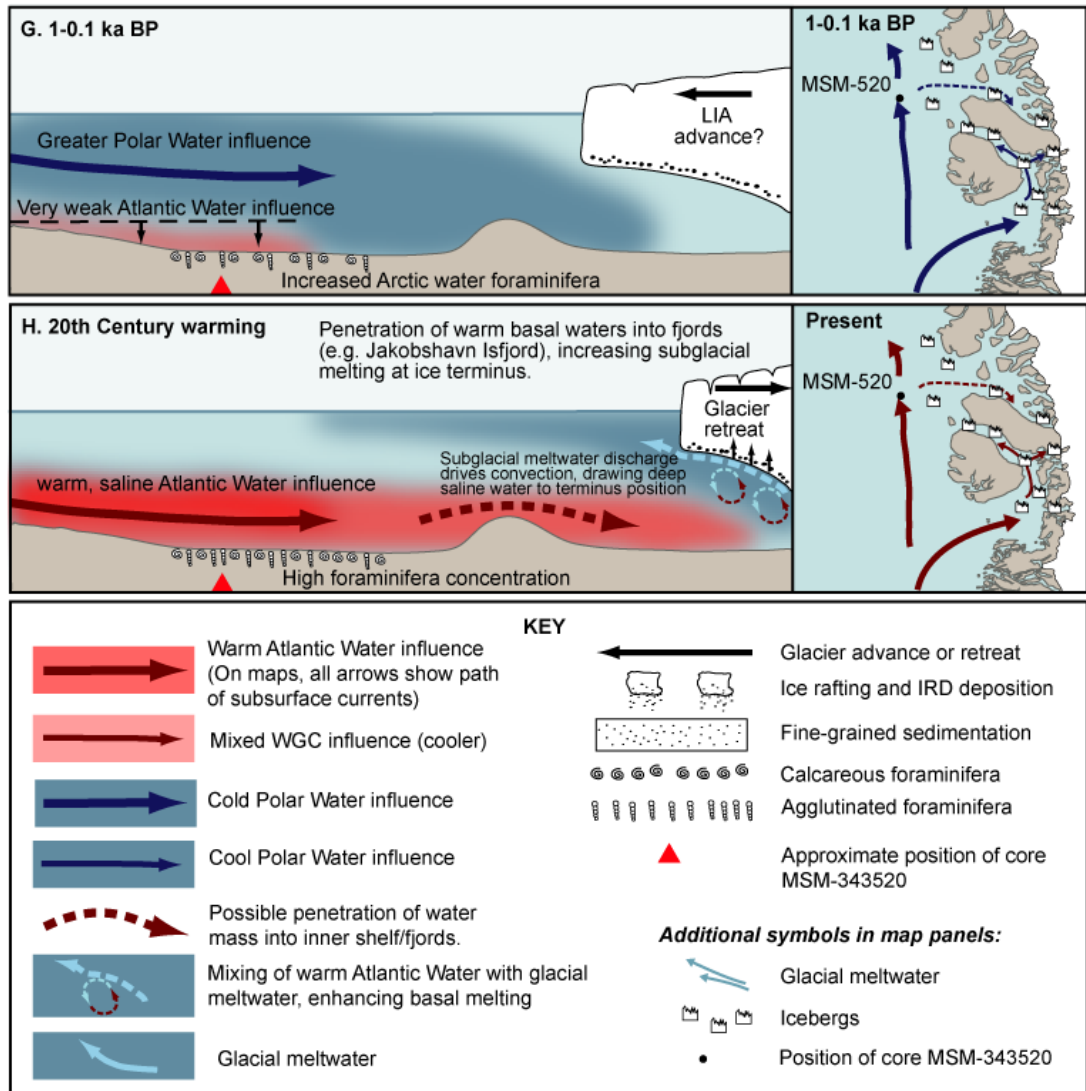 G. 1-0.1 ka BP
Greater Polar Water influence
Very weak Atlantic Water influence
LIA
advance?
Increased Arctic water foraminifera
1-0.1 ka BP
MSM-520
H. 20th Century warming
Penetration of warm basal waters into fjords
(e.g. Jakobshavn Isfjord), increasing subglacial
melting at ice terminus.
Glacier
retreat
Subglacial meltwater discharge
drives convection, drawing deep
saline water to terminus position
warm, saline Atlantic Water influence
High foraminifera concentration
Present
MSM-520
KEY
Warm Atlantic Water influence
(On maps, all arrows show path
of subsurface currents)
Mixed WGC influence (cooler)
Cold Polar Water influence
Cool Polar Water influence
Possible penetration of water
mass into inner shelf/fjords.
Mixing of warm Atlantic Water with glacial
meltwater, enhancing basal melting
Glacial meltwater
Glacier advance or retreat
Ice rafting and IRD deposition
Fine-grained sedimentation
Calcareous foraminifera
Agglutinated foraminifera
Approximate position of core
MSM-343520
Additional symbols in map panels:
Glacial meltwater
Icebergs
Position of core MSM-343520